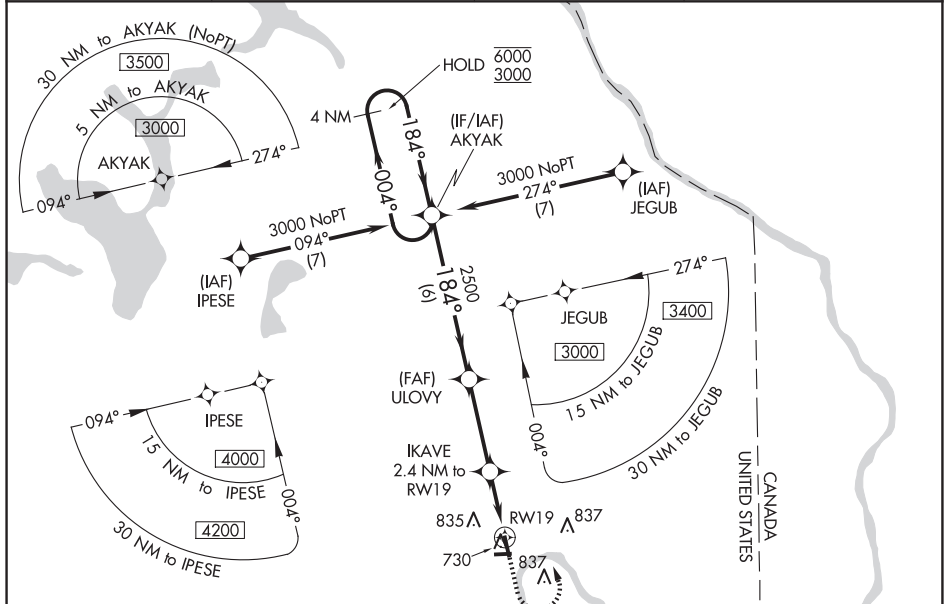 30 NM to AKYAK (NoPT)
3500
5 NM to AKYAK
3000
AKYAK
094°
274°
HOLD 6000
3000
4 NM
184°
004°
(IF/IAF)
AKYAK
3000 NoPT
094°
(7)
(IAF)
IPESE
3000 NoPT
274°
(7)
(IAF)
JEGUB
2500
184°
(6)
274°
JEGUB
3400
3000
15 NM to JEGUB
30 NM to JEGUB
004°
(FAF)
ULOVY
094°
IPESE
4000
15 NM to IPESE
4200
30 NM to IPESE
004°
IKAVE
2.4 NM to
RW19
835
RW19
837
730
837
CANADA
UNITED STATES